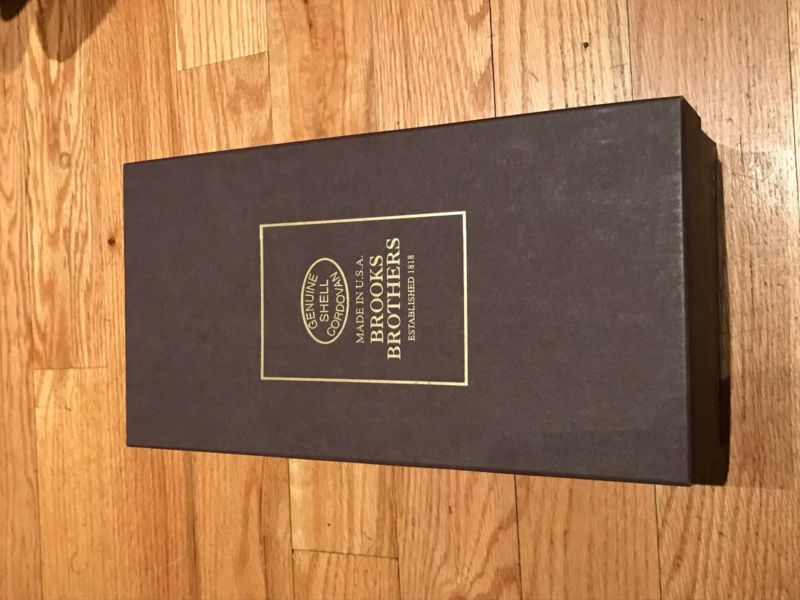 GENUINE
SHELL
CORDOVAN
MADE IN U.S.A.
BROOKS
BROTHERS
ESTABLISHED 1818